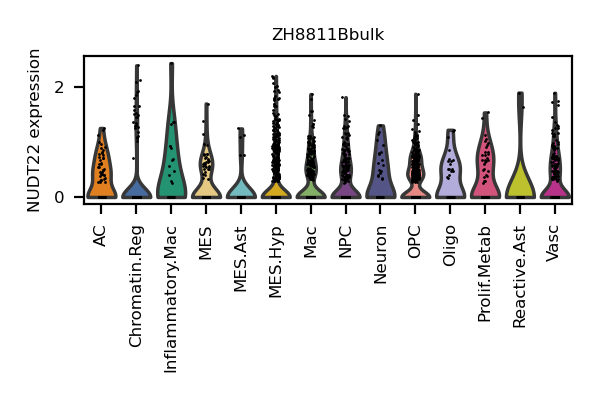 ZH8811Bbulk
NUDT22 expression
2
0
AC
Chromatin.Reg
Inflammatory.Mac
MES
MES.Ast
MES.Hyp
Mac
NPC
Neuron
OPC
Oligo
Prolif.Metab
Reactive.Ast
Vasc